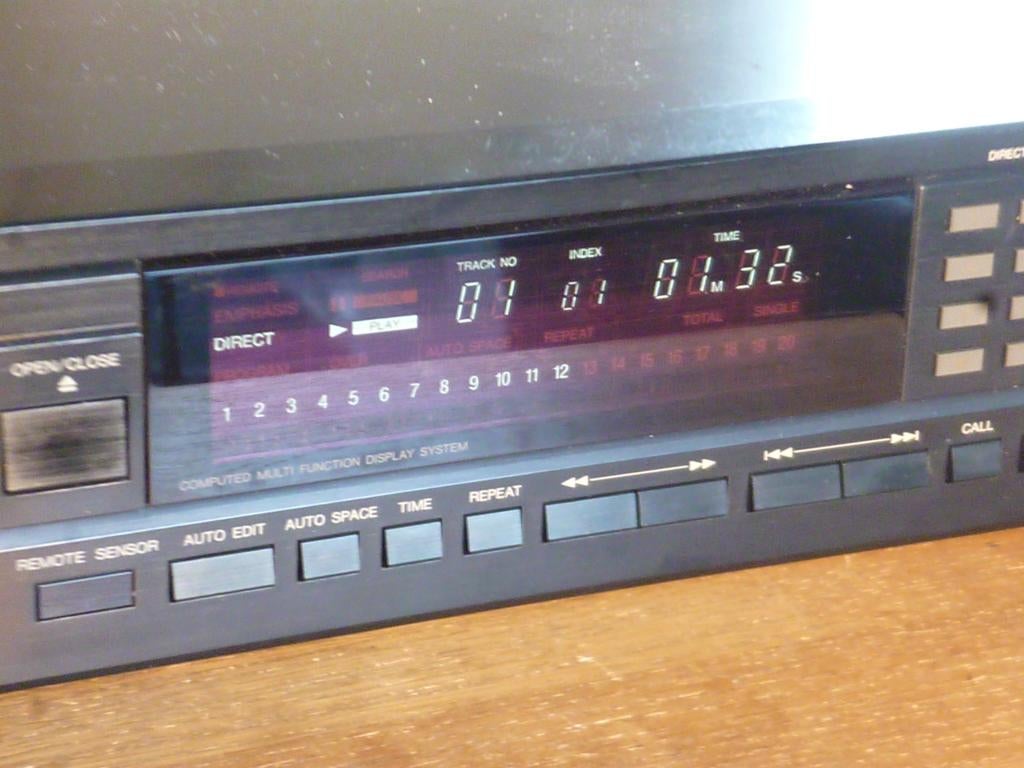 DIRECT
TRACK NO INDEX TIME
EMPHASIS
01 01 01M 32S
DIRECT PLAY
AUTO SPACE REPEAT TOTAL SINGLE
OPEN/CLOSE
1 2 3 4 5 6 7 8 9 10 11 12 13 14 15 16 17 18 19 20
COMPUTED MULTI FUNCTION DISPLAY SYSTEM
REMOTE SENSOR AUTO EDIT AUTO SPACE TIME REPEAT CALL